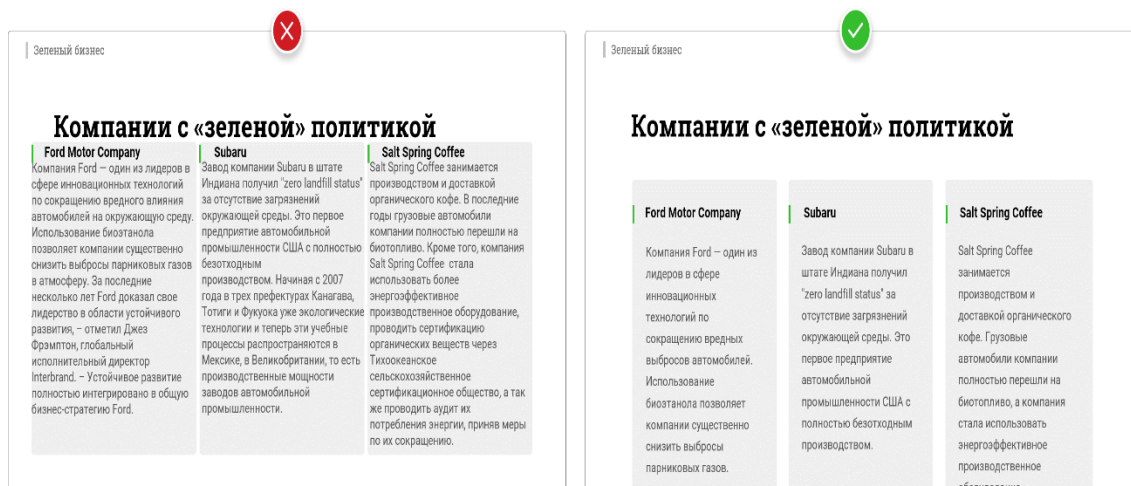 Зеленый бизнес
Компании с «зеленой» политикой
Ford Motor Company
Компания Ford — один из лидеров в
сфере инновационных технологий
по сокращению вредного влияния
автомобилей на окружающую среду.
Использование биоэтанола
позволяет компании существенно
снизить выбросы парниковых газов
в атмосферу. За последние
несколько лет Ford доказал свое
лидерство в области устойчивого
развития, – отметил Джез
Фрэмптон, глобальный
исполнительный директор
Interbrand. – Устойчивое развитие
полностью интегрировано в общую
бизнес-стратегию Ford.
Subaru
Завод компании Subaru в штате
Индиана получил "zero landfill status"
за отсутствие загрязнений
окружающей среды. Это первое
предприятие автомобильной
промышленности США с полностью
безотходным
производством. Начиная с 2007
года в трех префектурах Канагава,
Тотиги и Фукуока уже экологические
технологии и теперь эти учебные
процессы распространяются в
Мексике, в Великобритании, то есть
производственные мощности
заводов автомобильной
промышленности.
Salt Spring Coffee
Salt Spring Coffee занимается
производством и доставкой
органического кофе. В последние
годы грузовые автомобили
компании полностью перешли на
биотопливо. Кроме того, компания
Salt Spring Coffee стала
использовать более
энергоэффективное
производственное оборудование,
проводить сертификацию
органических веществ через
Тихоокеанское
сельскохозяйственное
сертификационное общество, а так
же проводить аудит их
потребления энергии, приняв меры
по их сокращению.
Зеленый бизнес
Компании с «зеленой» политикой
Ford Motor Company
Компания Ford — один из
лидеров в сфере
инновационных
технологий по
сокращению вредных
выбросов автомобилей.
Использование
биоэтанола позволяет
компании существенно
снизить выбросы
парниковых газов.
Subaru
Завод компании Subaru в
штате Индиана получил
"zero landfill status" за
отсутствие загрязнений
окружающей среды. Это
первое предприятие
автомобильной
промышленности США с
полностью безотходным
производством.
Salt Spring Coffee
Salt Spring Coffee
занимается
производством и
доставкой органического
кофе. Грузовые
автомобили компании
полностью перешли на
биотопливо, а компания
стала использовать
энергоэффективное
производственное